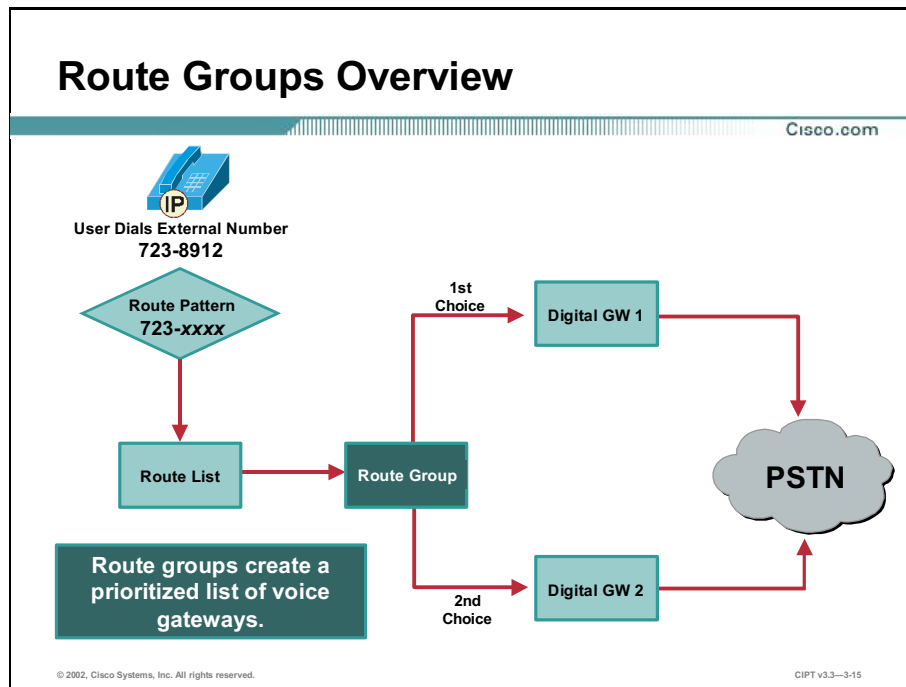 Route Groups Overview
Cisco.com
IP
User Dials External Number
723-8912
Route Pattern
723-xxxx
1st
Choice
Digital GW 1
Route List
Route Group
PSTN
Route groups create a
prioritized list of voice
gateways.
2nd
Choice
Digital GW 2
© 2002, Cisco Systems, Inc. All rights reserved.
CIPT v3.3—3-15